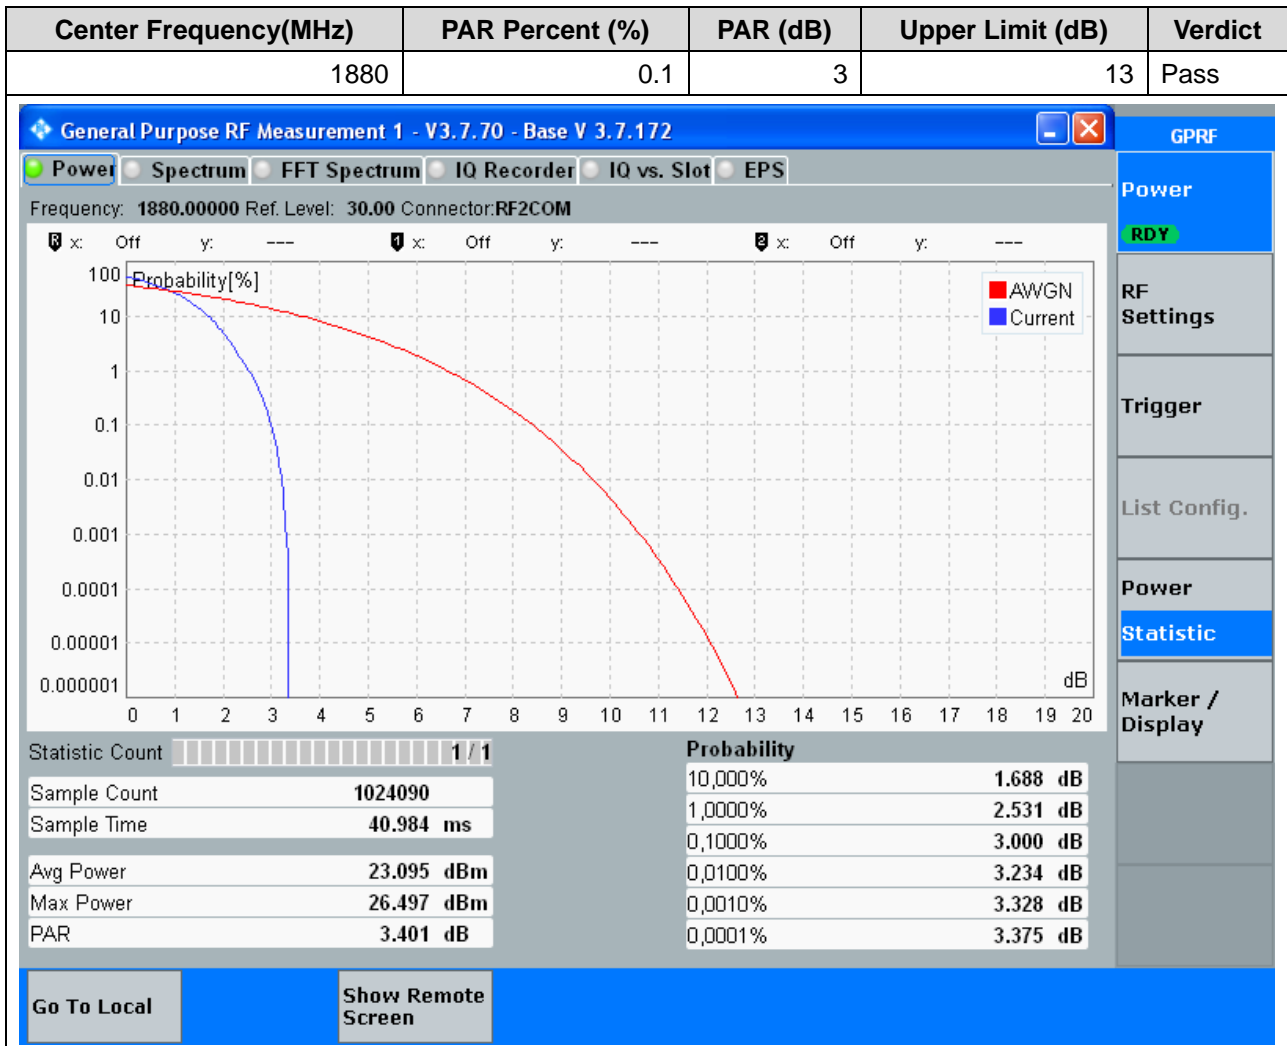 Center Frequency(MHz) PAR Percent (%) PAR (dB) Upper Limit (dB) Verdict
1880 0.1 3 13 Pass
General Purpose RF Measurement 1 - V3.7.70 - Base V 3.7.172
GPRF
Power Spectrum FFT Spectrum IQ Recorder IQ vs. Slot EPS
Frequency: 1880.00000 Ref. Level: 30.00 Connector:RF2COM
R x: Off y: --- 1 x: Off y: --- 2 x: Off y: ---
Probability[%]
AWGN
Current
100
10
1
0.1
0.01
0.001
0.0001
0.00001
0.000001
dB
0 1 2 3 4 5 6 7 8 9 10 11 12 13 14 15 16 17 18 19 20
Statistic Count 1 / 1
Sample Count 1024090
Sample Time 40.984 ms
Avg Power 23.095 dBm
Max Power 26.497 dBm
PAR 3.401 dB
Probability
10,000% 1.688 dB
1,0000% 2.531 dB
0,1000% 3.000 dB
0,0100% 3.234 dB
0,0010% 3.328 dB
0,0001% 3.375 dB
Power
RDY
RF
Settings
Trigger
List Config.
Power
Statistic
Marker /
Display
Go To Local
Show Remote
Screen